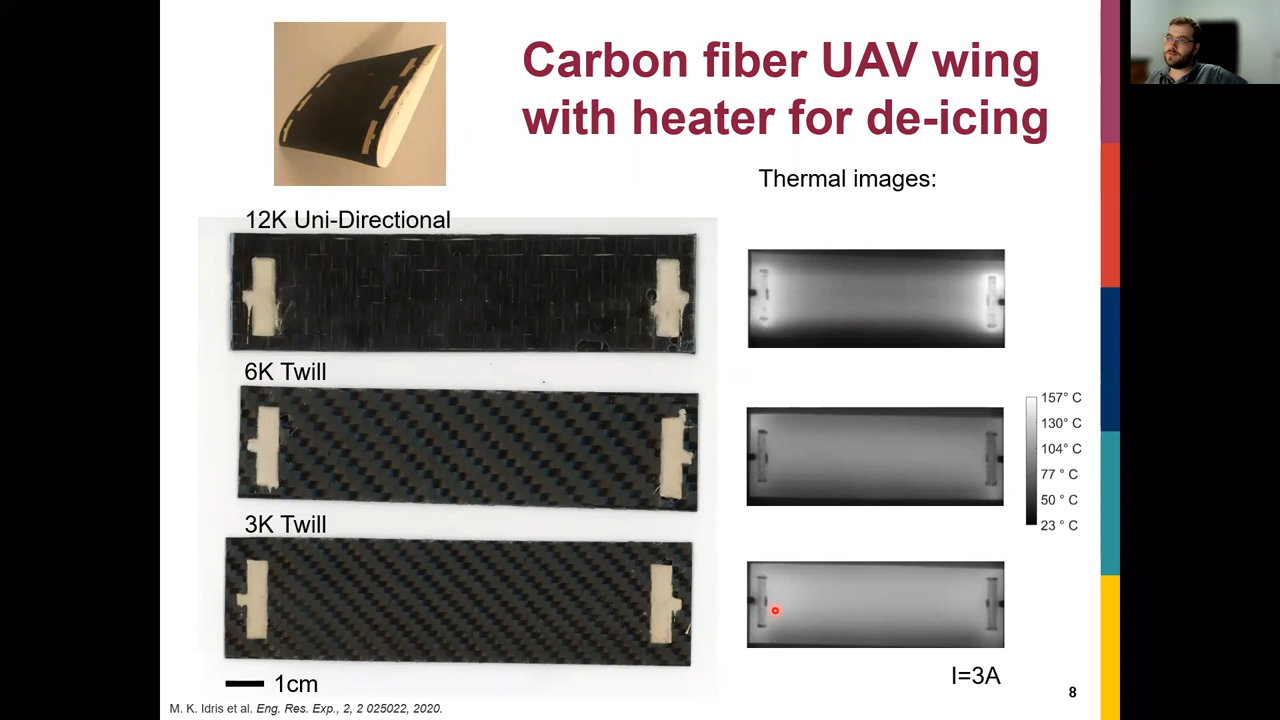 Carbon fiber UAV wing
with heater for de-icing
Thermal images:
12K Uni-Directional
6K Twill
3K Twill
157° C
130° C
104° C
77 ° C
50 ° C
23 ° C
I=3A
1cm
8
M. K. Idris et al. Eng. Res. Exp., 2, 2 025022, 2020.